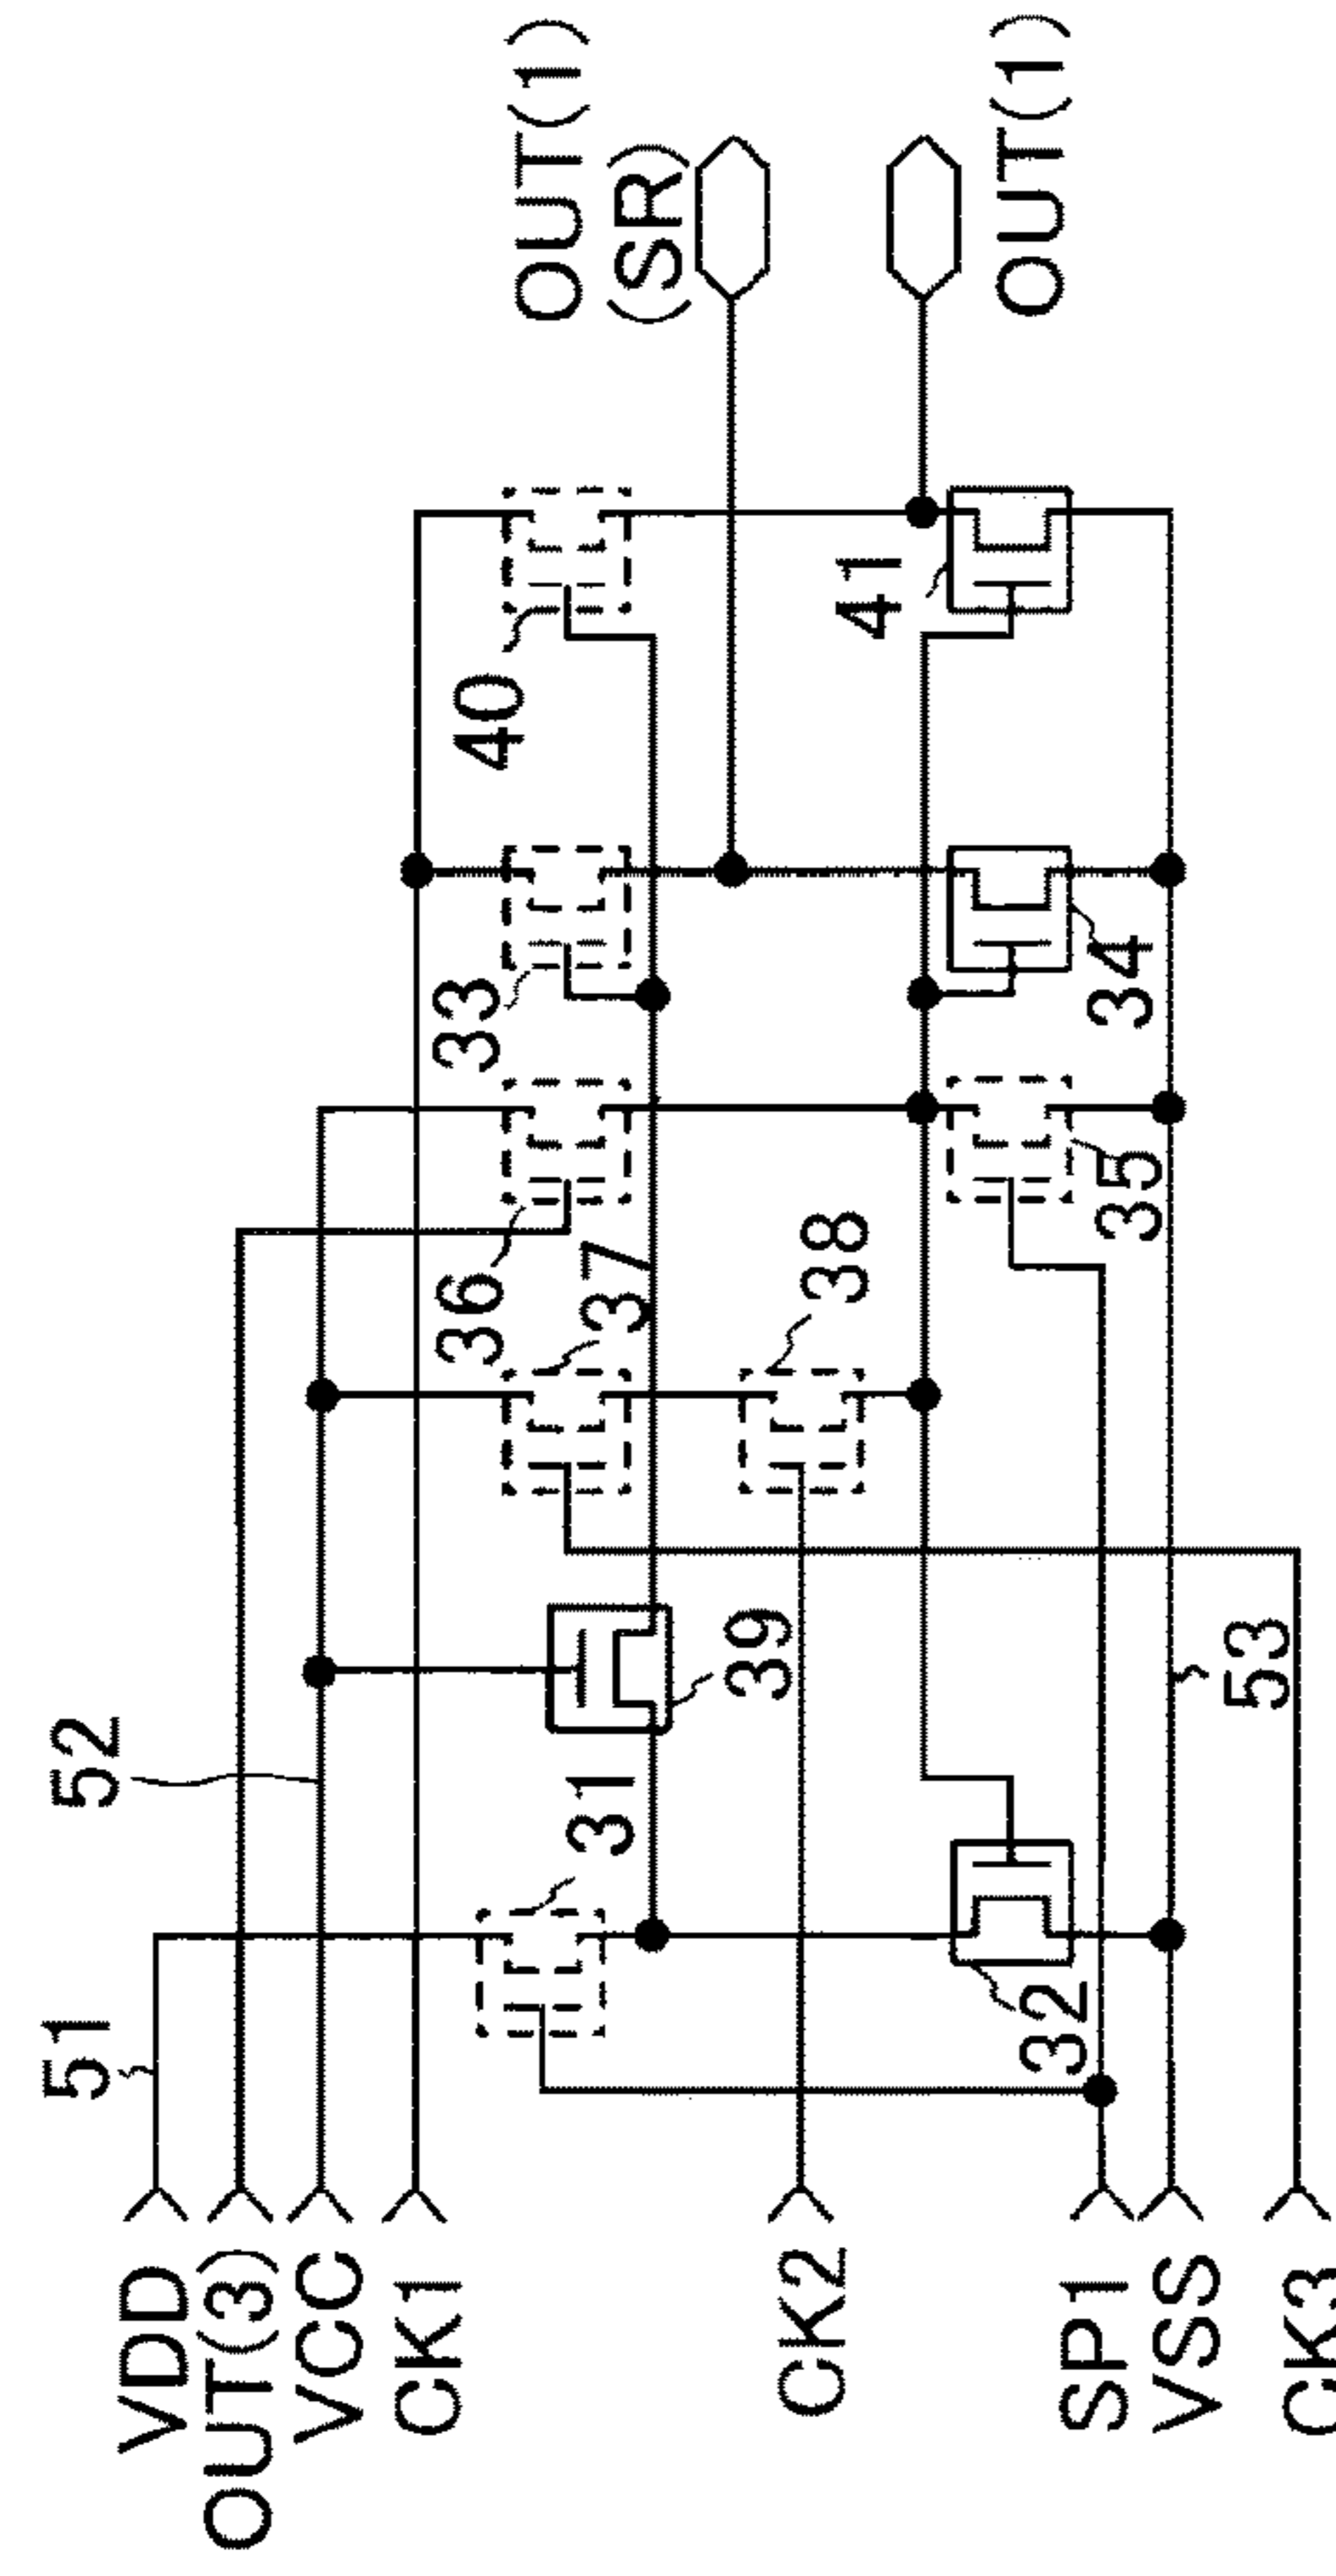 VDD
OUT(3)
VCC
CK1
CK2
SP1
VSS
CK3
51
52
31
32
39
53
37
38
36
35
33
34
40
41
OUT(1)
(SR)
OUT(1)